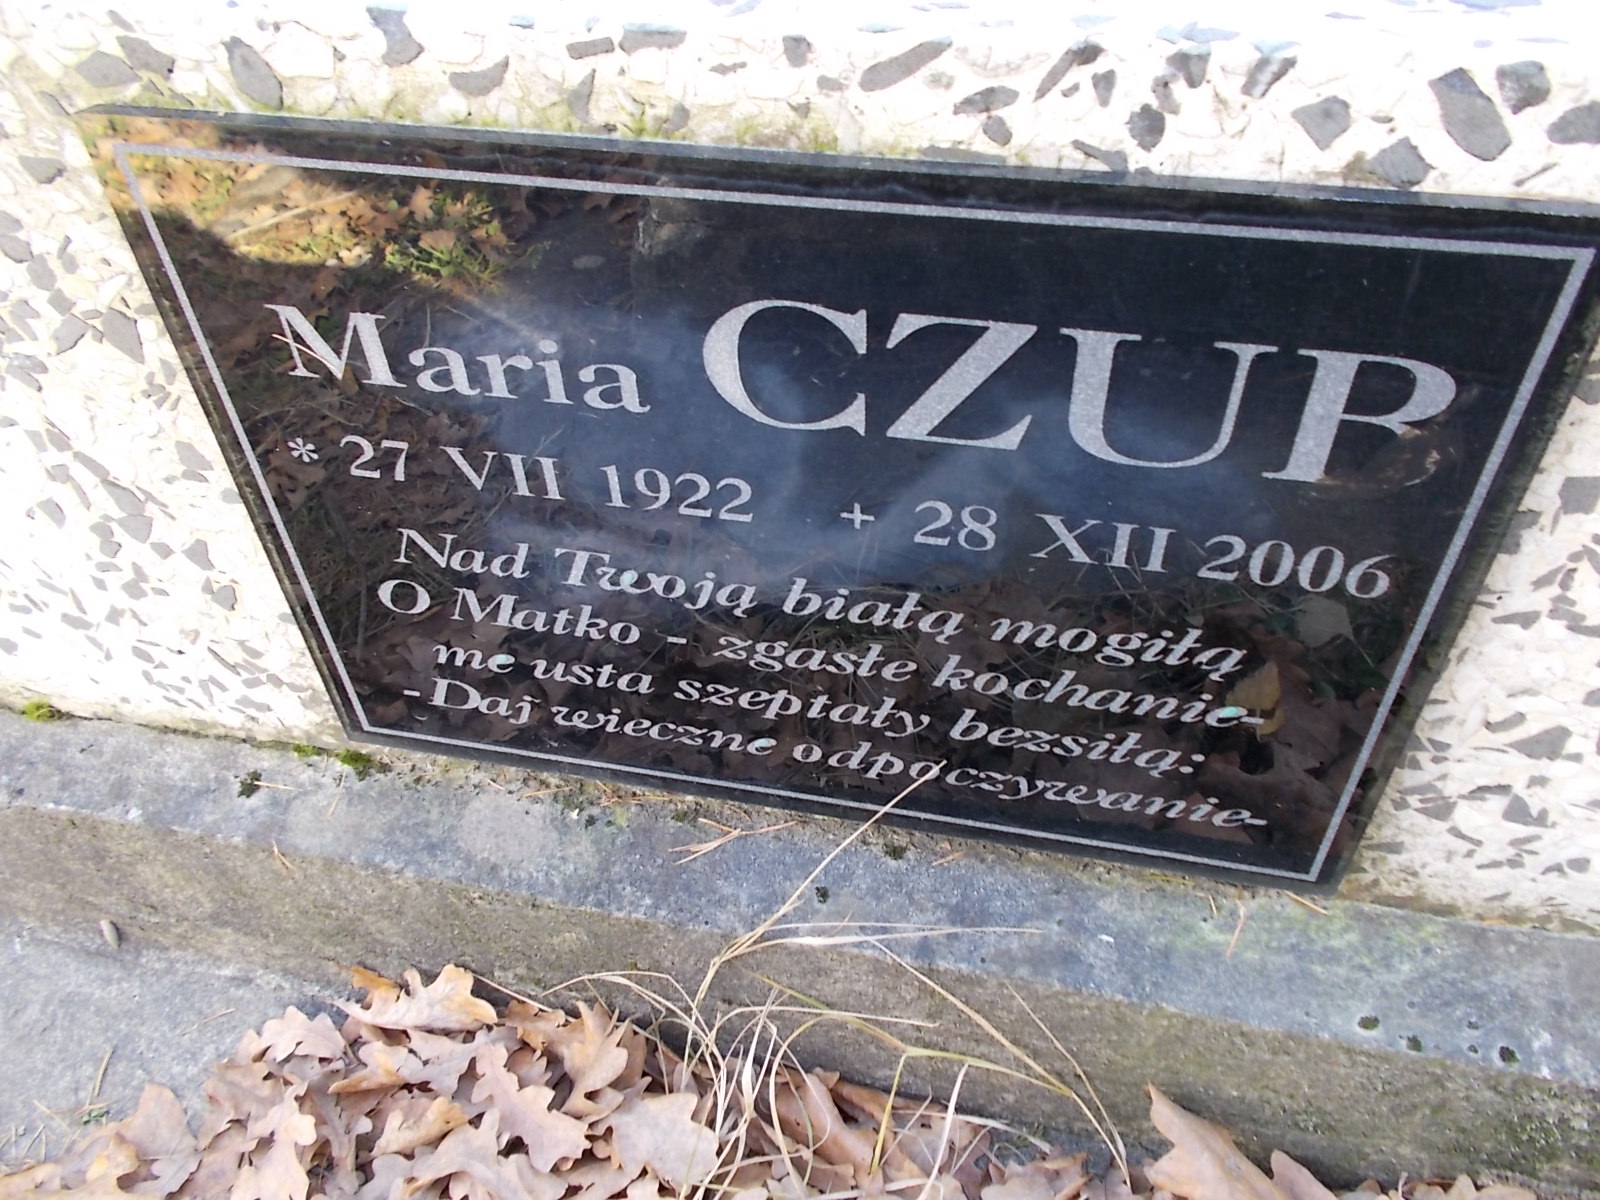 Maria CZUB
* 27 VII 1922 + 28 XII 2006
Nad Twoją białą mogiłą
O Matko - zgasłe kochanie-
me usta szeptały bezsiłą:
-Daj wieczne odpoczywanie-